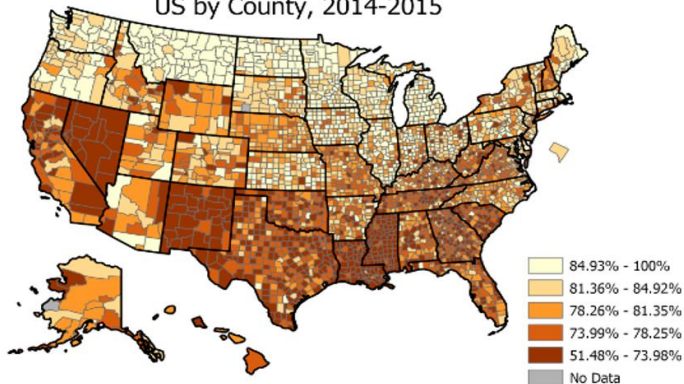 US by County, 2014-2015
84.93% - 100%
81.36% - 84.92%
78.26% - 81.35%
73.99% - 78.25%
51.48% - 73.98%
No Data